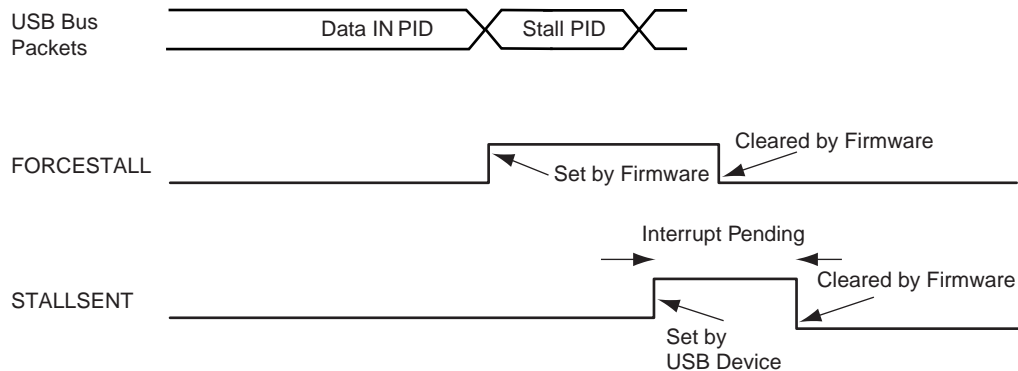 USB Bus
Packets
Data IN PID
Stall PID
FORCESTALL
Set by Firmware
Cleared by Firmware
Interrupt Pending
STALLSENT
Set by
USB Device
Cleared by Firmware